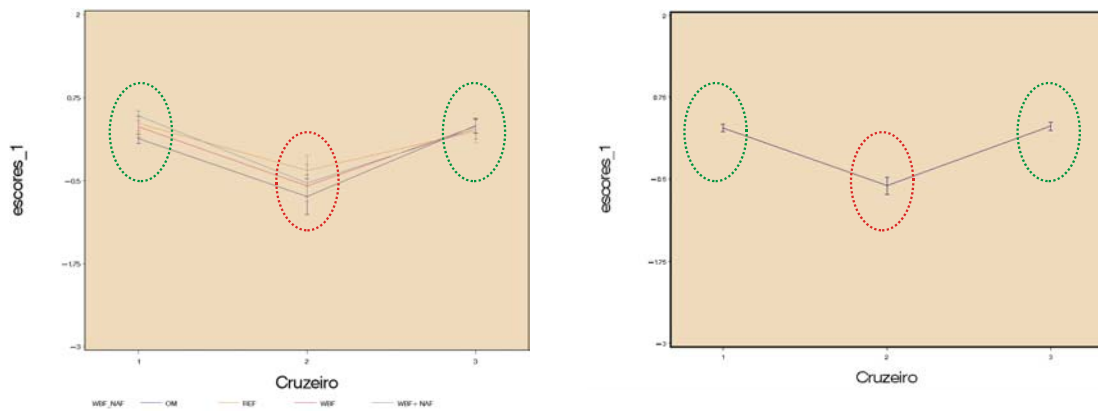 2
0.75
-0.5
-1.75
-3
escores_1
1 2 3
Cruzeiro
WBF_NAF OM REF WBF WBF+NAF
2
0.75
-0.5
-1.75
-3
escores_1
1 2 3
Cruzeiro